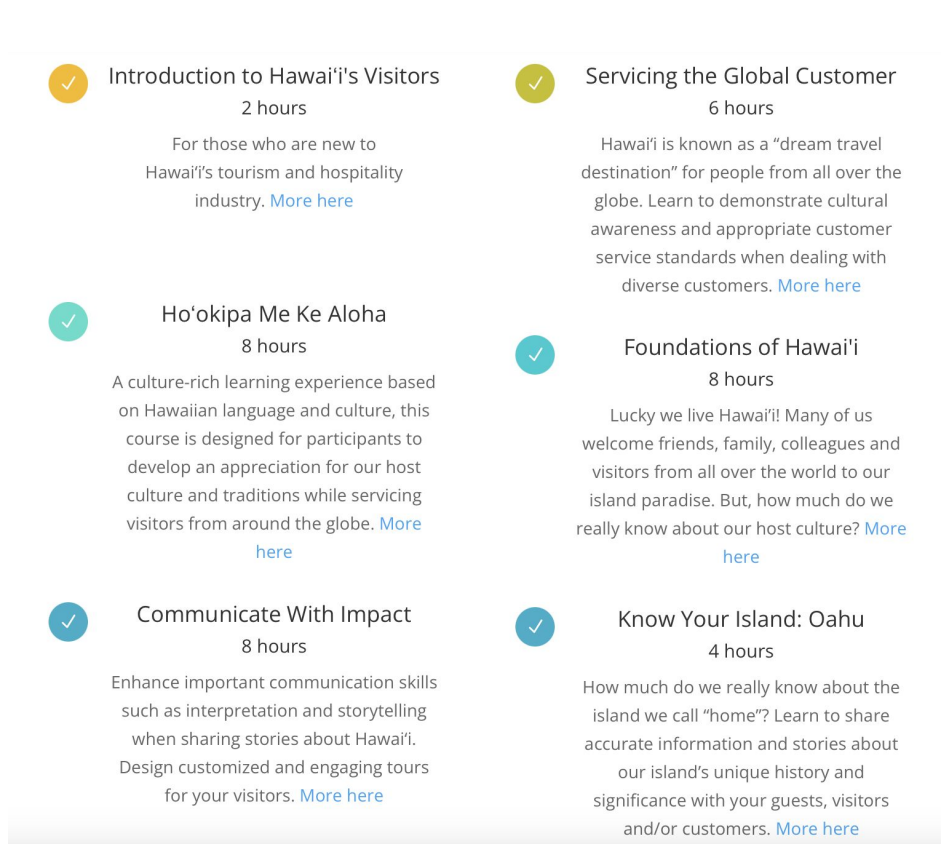 Introduction to Hawaiʻi's Visitors
2 hours
For those who are new to
Hawai‘i’s tourism and hospitality
industry. More here
Hoʻokipa Me Ke Aloha
8 hours
A culture-rich learning experience based
on Hawaiian language and culture, this
course is designed for participants to
develop an appreciation for our host
culture and traditions while servicing
visitors from around the globe. More
here
Communicate With Impact
8 hours
Enhance important communication skills
such as interpretation and storytelling
when sharing stories about Hawai‘i.
Design customized and engaging tours
for your visitors. More here
Servicing the Global Customer
6 hours
Hawai‘i is known as a “dream travel
destination” for people from all over the
globe. Learn to demonstrate cultural
awareness and appropriate customer
service standards when dealing with
diverse customers. More here
Foundations of Hawai'i
8 hours
Lucky we live Hawai’i! Many of us
welcome friends, family, colleagues and
visitors from all over the world to our
island paradise. But, how much do we
really know about our host culture? More
here
Know Your Island: Oahu
4 hours
How much do we really know about the
island we call “home”? Learn to share
accurate information and stories about
our island’s unique history and
significance with your guests, visitors
and/or customers. More here